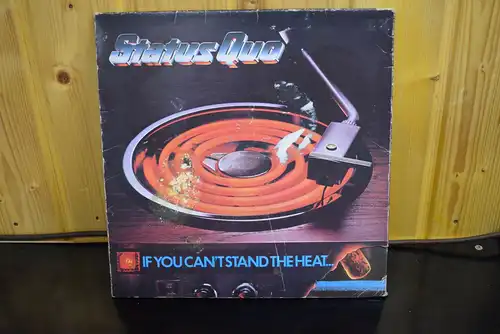 Status Quo
IF YOU CAN'T STAND THE HEAT...